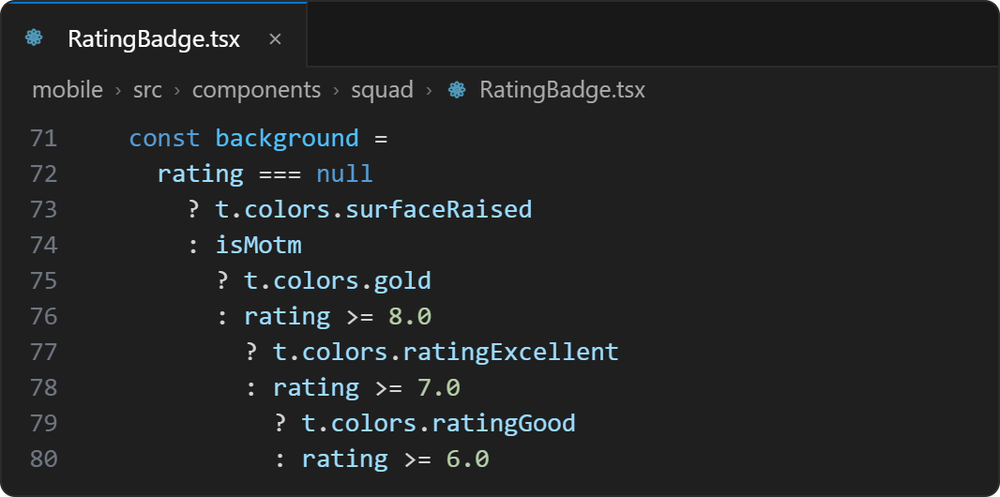 RatingBadge.tsx ×
mobile › src › components › squad › RatingBadge.tsx
71 const background =
72 rating === null
73 ? t.colors.surfaceRaised
74 : isMotm
75 ? t.colors.gold
76 : rating >= 8.0
77 ? t.colors.ratingExcellent
78 : rating >= 7.0
79 ? t.colors.ratingGood
80 : rating >= 6.0